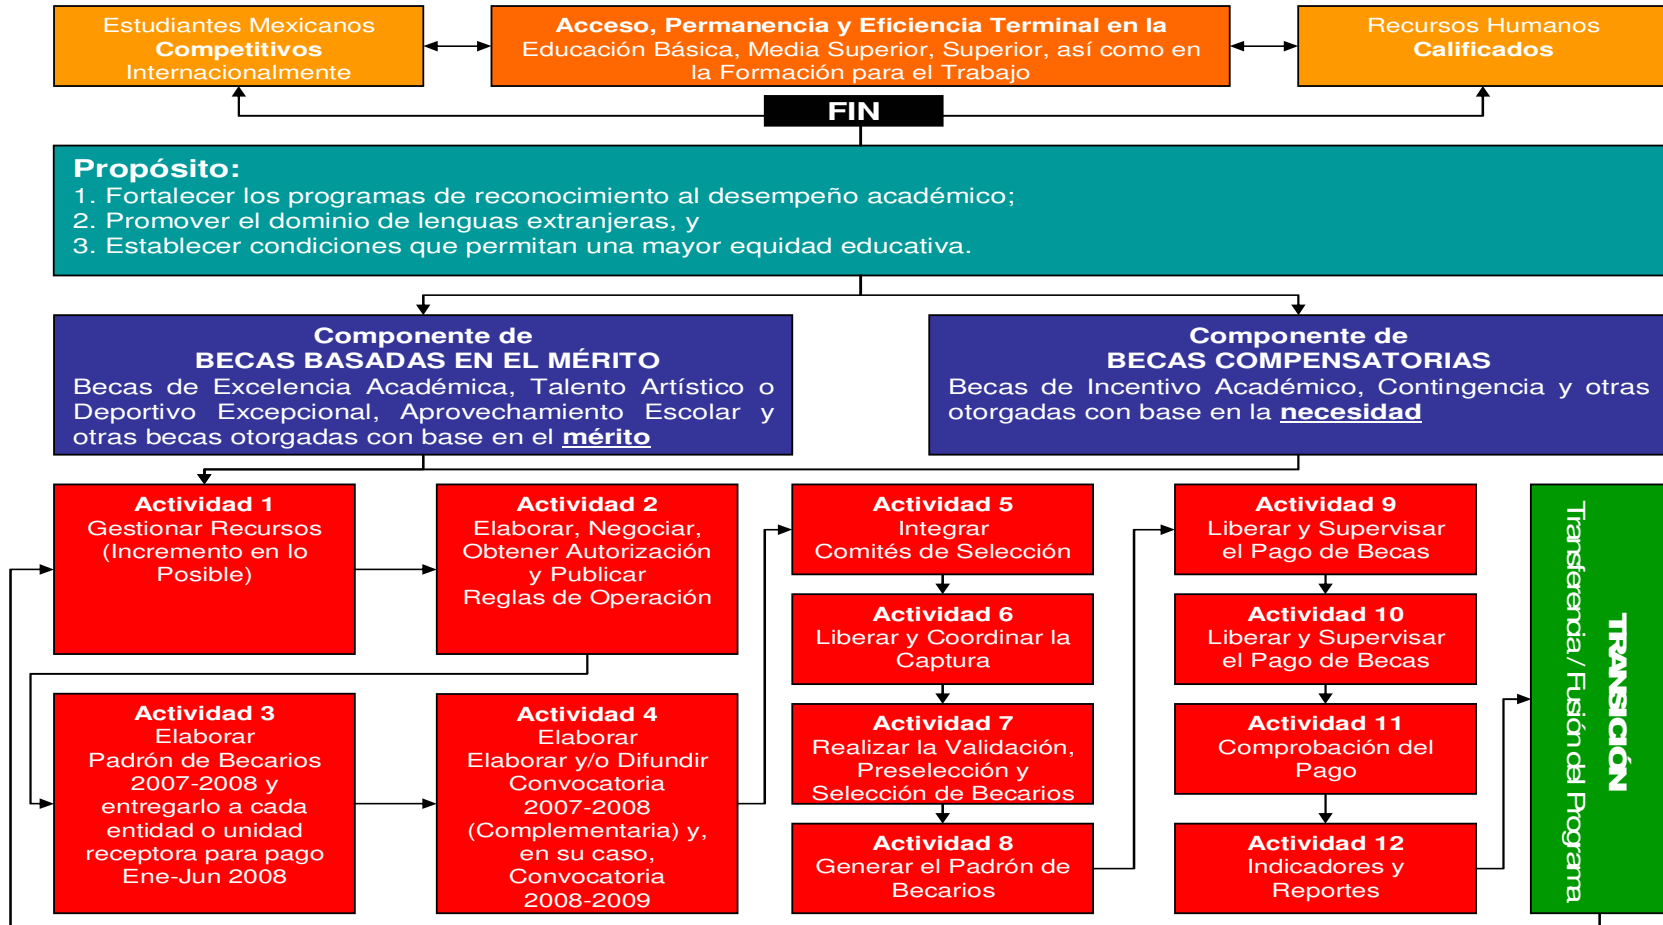 Estudiantes Mexicanos
Competitivos
Internacionalmente
Acceso, Permanencia y Eficiencia Terminal en la
Educación Básica, Media Superior, Superior, así como en
la Formación para el Trabajo
Recursos Humanos
Calificados
FIN
Propósito:
1. Fortalecer los programas de reconocimiento al desempeño académico;
2. Promover el dominio de lenguas extranjeras, y
3. Establecer condiciones que permitan una mayor equidad educativa.
Componente de
BECAS BASADAS EN EL MÉRITO
Becas de Excelencia Académica, Talento Artístico o
Deportivo Excepcional, Aprovechamiento Escolar y
otras becas otorgadas con base en el mérito
Componente de
BECAS COMPENSATORIAS
Becas de Incentivo Académico, Contingencia y otras
otorgadas con base en la necesidad
Actividad 1
Gestionar Recursos
(Incremento en lo
Posible)
Actividad 2
Elaborar, Negociar,
Obtener Autorización
y Publicar
Reglas de Operación
Actividad 3
Elaborar
Padrón de Becarios
2007-2008 y
entregarlo a cada
entidad o unidad
receptora para pago
Ene-Jun 2008
Actividad 4
Elaborar
Elaborar y/o Difundir
Convocatoria
2007-2008
(Complementaria) y,
en su caso,
Convocatoria
2008-2009
Actividad 5
Integrar
Comités de Selección
Actividad 6
Liberar y Coordinar la
Captura
Actividad 7
Realizar la Validación,
Preselección y
Selección de Becarios
Actividad 8
Generar el Padrón de
Becarios
Actividad 9
Liberar y Supervisar
el Pago de Becas
Actividad 10
Liberar y Supervisar
el Pago de Becas
Actividad 11
Comprobación del
Pago
Actividad 12
Indicadores y
Reportes
TRANSICIÓN
Transferencia / Fusión del Programa